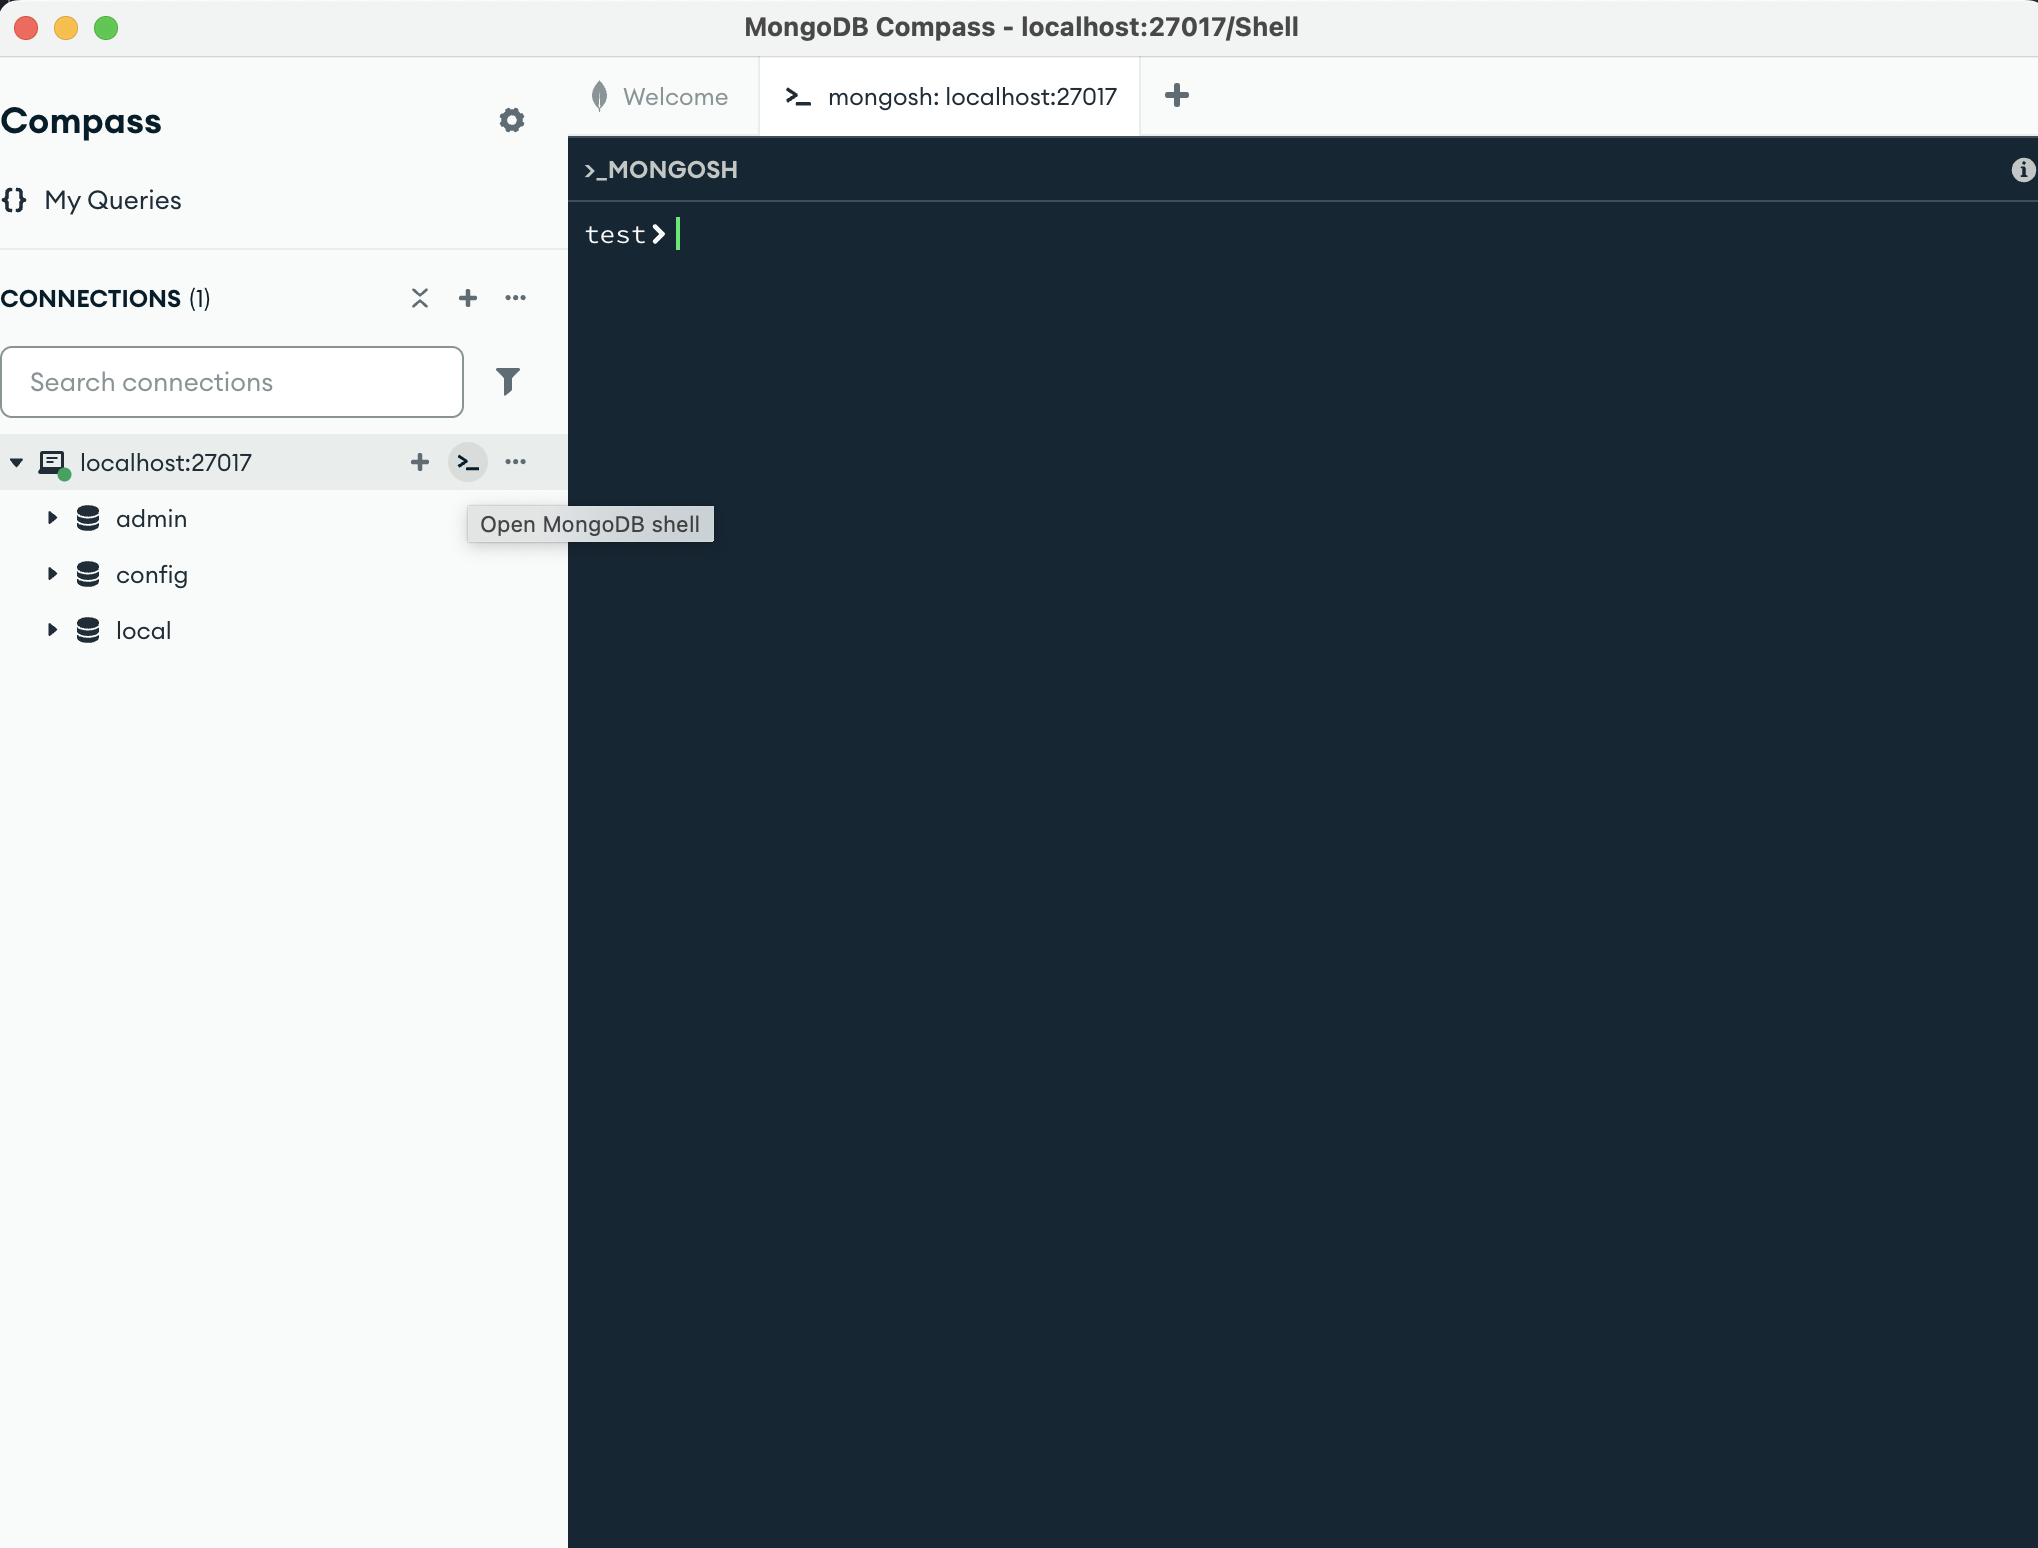 MongoDB Compass - localhost:27017/Shell
Compass
My Queries
CONNECTIONS (1)
Search connections
localhost:27017
admin
config
local
Open MongoDB shell
Welcome
>_ mongosh: localhost:27017
>_MONGOSH
test>